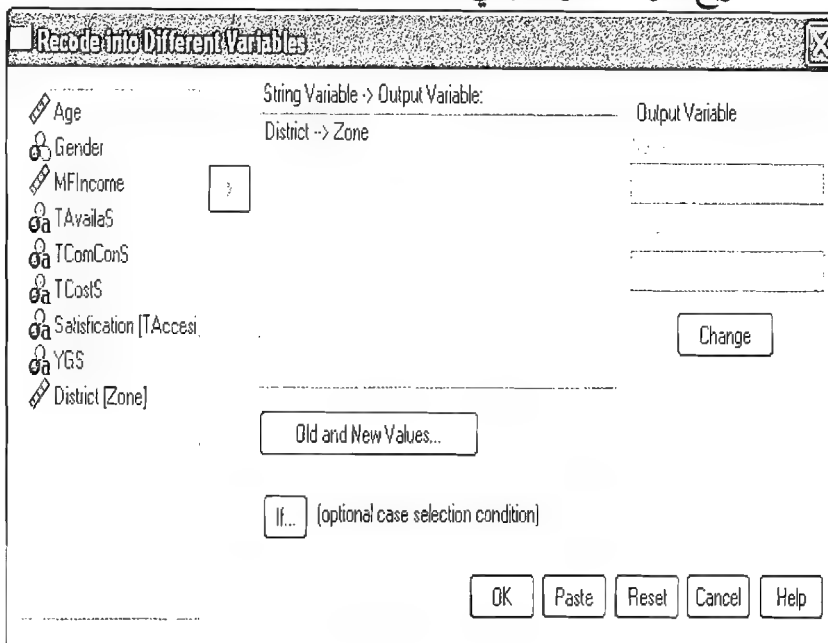 Recode into Different Variables
Age
Gender
MFIncome
TAvailaS
TComConS
TCostS
Satisfication [TAccesi
YGS
District [Zone]
String Variable -> Output Variable:
District --> Zone
Output Variable
Change
Old and New Values...
If... (optional case selection condition)
OK Paste Reset Cancel Help